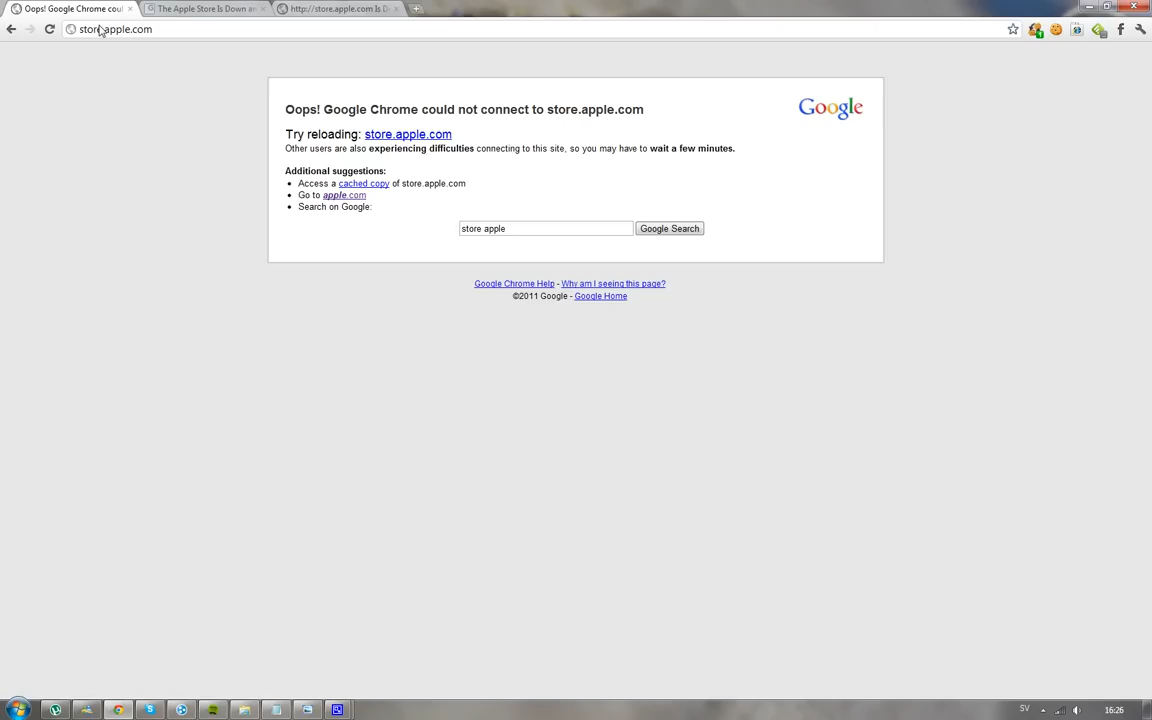 Oops! Google Chrome coul
The Apple Store Is Down an
http://store.apple.com Is D
store.apple.com
Oops! Google Chrome could not connect to store.apple.com
Google
Try reloading: store.apple.com
Other users are also experiencing difficulties connecting to this site, so you may have to wait a few minutes.
Additional suggestions:
Access a cached copy of store.apple.com
Go to apple.com
Search on Google:
store apple
Google Search
Google Chrome Help - Why am I seeing this page?
©2011 Google - Google Home
SV
16:26